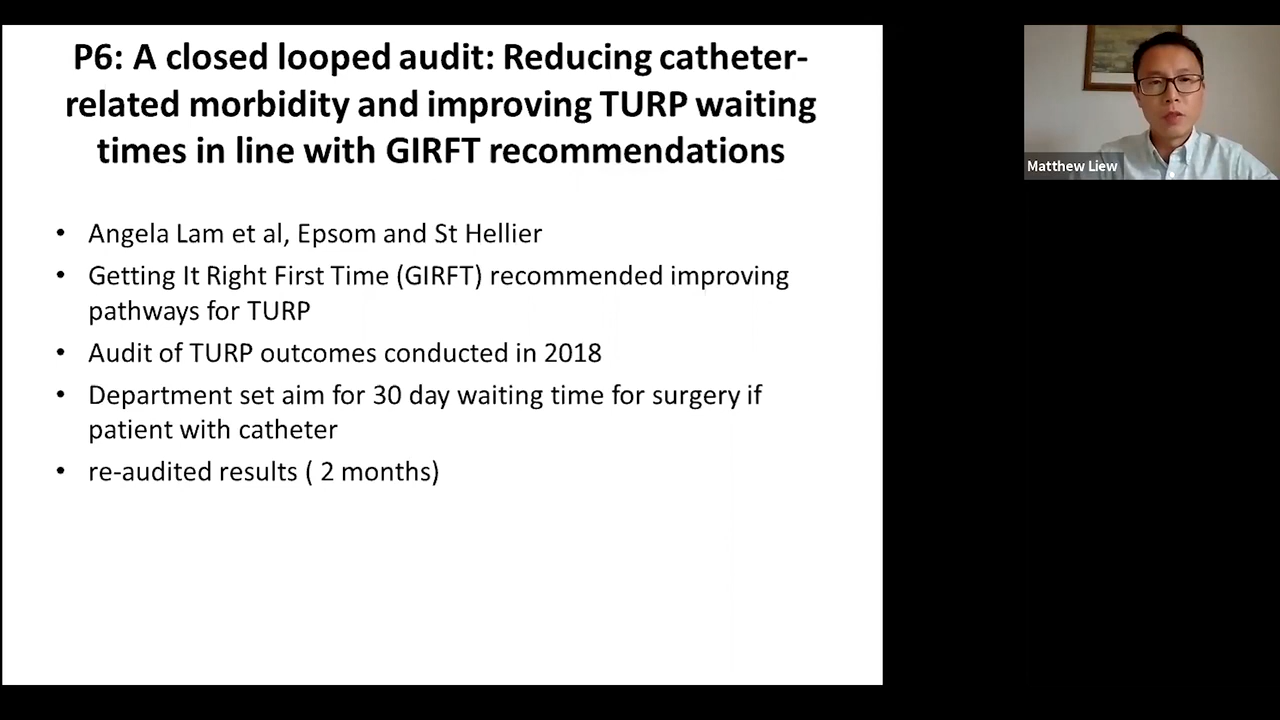 P6: A closed looped audit: Reducing catheter-
related morbidity and improving TURP waiting
times in line with GIRFT recommendations
• Angela Lam et al, Epsom and St Hellier
• Getting It Right First Time (GIRFT) recommended improving
pathways for TURP
• Audit of TURP outcomes conducted in 2018
• Department set aim for 30 day waiting time for surgery if
patient with catheter
• re-audited results ( 2 months)
Matthew Liew